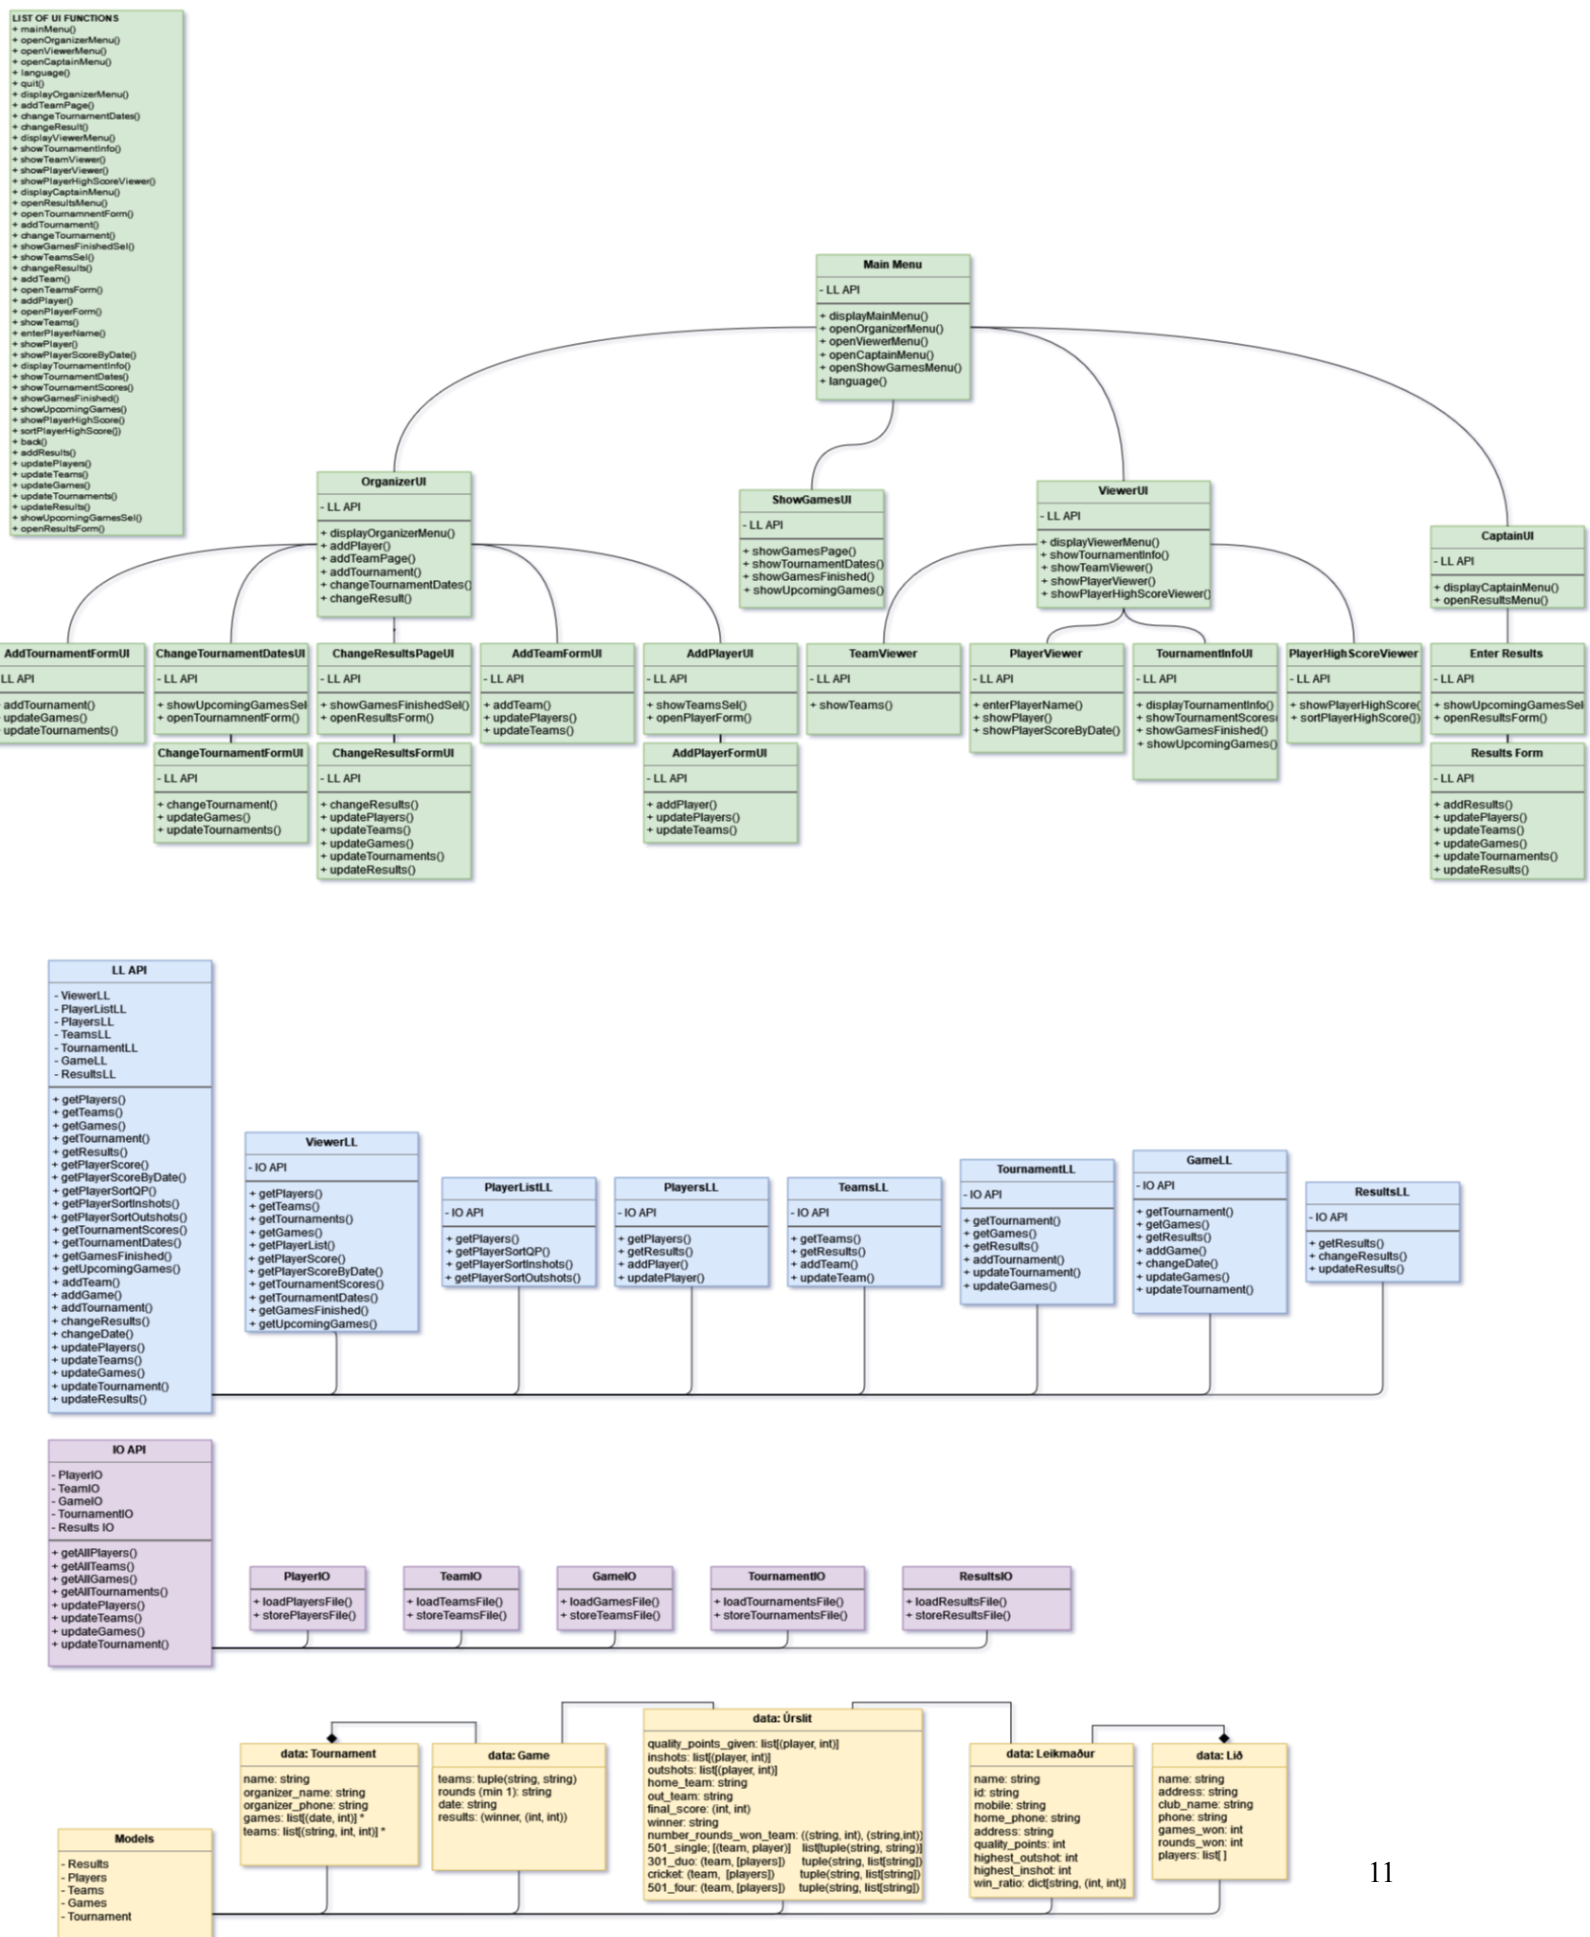 LIST OF UI FUNCTIONS
+ mainMenu()
+ openOrganizerMenu()
+ openViewerMenu()
+ openCaptainMenu()
+ language()
+ quit()
+ displayOrganizerMenu()
+ addTeamPage()
+ changeTournamentDates()
+ changeResult()
+ displayViewerMenu()
+ showTournamentInfo()
+ showTeamViewer()
+ showPlayerViewer()
+ showPlayerHighScoreViewer()
+ displayCaptainMenu()
+ openResultsMenu()
+ openTournamnentForm()
+ addTournament()
+ changeTournament()
+ showGamesFinishedSel()
+ showTeamsSel()
+ changeResults()
+ addTeam()
+ openTeamsForm()
+ addPlayer()
+ openPlayerForm()
+ showTeams()
+ enterPlayerName()
+ showPlayer()
+ showPlayerScoreByDate()
+ displayTournamentInfo()
+ showTournamentDates()
+ showTournamentScores()
+ showGamesFinished()
+ showUpcomingGames()
+ showPlayerHighScore()
+ sortPlayerHighScore())
+ back()
+ addResults()
+ updatePlayers()
+ updateTeams()
+ updateGames()
+ updateTournaments()
+ updateResults()
+ showUpcomingGamesSel()
+ openResultsForm()
Main Menu
- LL API
+ displayMainMenu()
+ openOrganizerMenu()
+ openViewerMenu()
+ openCaptainMenu()
+ openShowGamesMenu()
+ language()
OrganizerUI
- LL API
+ displayOrganizerMenu()
+ addPlayer()
+ addTeamPage()
+ addTournament()
+ changeTournamentDates()
+ changeResult()
ShowGamesUI
- LL API
+ showGamesPage()
+ showTournamentDates()
+ showGamesFinished()
+ showUpcomingGames()
ViewerUI
- LL API
+ displayViewerMenu()
+ showTournamentInfo()
+ showTeamViewer()
+ showPlayerViewer()
+ showPlayerHighScoreViewer()
CaptainUI
- LL API
+ displayCaptainMenu()
+ openResultsMenu()
AddTournamentFormUI
LL API
addTournament()
updateGames()
updateTournaments()
ChangeTournamentDatesUI
- LL API
+ showUpcomingGamesSel
+ openTournamnentForm()
ChangeTournamentFormUI
- LL API
+ changeTournament()
+ updateGames()
+ updateTournaments()
ChangeResultsPageUI
- LL API
+ showGamesFinishedSel()
+ openResultsForm()
ChangeResultsFormUI
- LL API
+ changeResults()
+ updatePlayers()
+ updateTeams()
+ updateGames()
+ updateTournaments()
+ updateResults()
AddTeamFormUI
- LL API
+ addTeam()
+ updatePlayers()
+ updateTeams()
AddPlayerUI
- LL API
+ showTeamsSel()
+ openPlayerForm()
AddPlayerFormUI
- LL API
+ addPlayer()
+ updatePlayers()
+ updateTeams()
TeamViewer
- LL API
+ showTeams()
PlayerViewer
- LL API
+ enterPlayerName()
+ showPlayer()
+ showPlayerScoreByDate()
TournamentInfoUI
- LL API
+ displayTournamentInfo()
+ showTournamentScores(
+ showGamesFinished()
+ showUpcomingGames()
PlayerHighScoreViewer
- LL API
+ showPlayerHighScore(
+ sortPlayerHighScore())
Enter Results
- LL API
+ showUpcomingGamesSel
+ openResultsForm()
Results Form
- LL API
+ addResults()
+ updatePlayers()
+ updateTeams()
+ updateGames()
+ updateTournaments()
+ updateResults()
LL API
- ViewerLL
- PlayerListLL
- PlayersLL
- TeamsLL
- TournamentLL
- GameLL
- ResultsLL
+ getPlayers()
+ getTeams()
+ getGames()
+ getTournament()
+ getResults()
+ getPlayerScore()
+ getPlayerScoreByDate()
+ getPlayerSortQP()
+ getPlayerSortInshots()
+ getPlayerSortOutshots()
+ getTournamentScores()
+ getTournamentDates()
+ getGamesFinished()
+ getUpcomingGames()
+ addTeam()
+ addGame()
+ addTournament()
+ changeResults()
+ changeDate()
+ updatePlayers()
+ updateTeams()
+ updateGames()
+ updateTournament()
+ updateResults()
ViewerLL
- IO API
+ getPlayers()
+ getTeams()
+ getTournaments()
+ getGames()
+ getPlayerList()
+ getPlayerScore()
+ getPlayerScoreByDate()
+ getTournamentScores()
+ getTournamentDates()
+ getGamesFinished()
+ getUpcomingGames()
PlayerListLL
- IO API
+ getPlayers()
+ getPlayerSortQP()
+ getPlayerSortInshots()
+ getPlayerSortOutshots()
PlayersLL
- IO API
+ getPlayers()
+ getResults()
+ addPlayer()
+ updatePlayer()
TeamsLL
- IO API
+ getTeams()
+ getResults()
+ addTeam()
+ updateTeam()
TournamentLL
- IO API
+ getTournament()
+ getGames()
+ getResults()
+ addTournament()
+ updateTournament()
+ updateGames()
GameLL
- IO API
+ getTournament()
+ getGames()
+ getResults()
+ addGame()
+ changeDate()
+ updateGames()
+ updateTournament()
ResultsLL
- IO API
+ getResults()
+ changeResults()
+ updateResults()
IO API
- PlayerIO
- TeamIO
- GameIO
- TournamentIO
- Results IO
+ getAllPlayers()
+ getAllTeams()
+ getAllGames()
+ getAllTournaments()
+ updatePlayers()
+ updateTeams()
+ updateGames()
+ updateTournament()
PlayerIO
+ loadPlayersFile()
+ storePlayersFile()
TeamIO
+ loadTeamsFile()
+ storeTeamsFile()
GameIO
+ loadGamesFile()
+ storeTeamsFile()
TournamentIO
+ loadTournamentsFile()
+ storeTournamentsFile()
ResultsIO
+ loadResultsFile()
+ storeResultFile()
Models
- Results
- Players
- Teams
- Games
- Tournament
data: Tournament
name: string
organizer_name: string
organizer_phone: string
games: list[(date, int)] *
teams: list[(string, int, int)] *
data: Game
teams: tuple(string, string)
rounds (min 1): string
date: string
results: (winner, (int, int))
data: Úrslit
quality_points_given: list[(player, int)]
inshots: list[(player, int)]
outshots: list[(player, int)]
home_team: string
out_team: string
final_score: (int, int)
winner: string
number_rounds_won_team: ((string, int), (string,int))
501_single; [(team, player)] list[tuple(string, string)]
301_duo: (team, [players]) tuple(string, list[string])
cricket: (team, [players]) tuple(string, list[string])
501_four: (team, [players]) tuple(string, list[string])
data: Leikmaður
name: string
id: string
mobile: string
home_phone: string
address: string
quality_points: int
highest_outshot: int
highest_inshot: int
win_ratio: dict[string, (int, int)]
data: Lið
name: string
address: string
club_name: string
phone: string
games_won: int
rounds_won: int
players: list[ ]
11